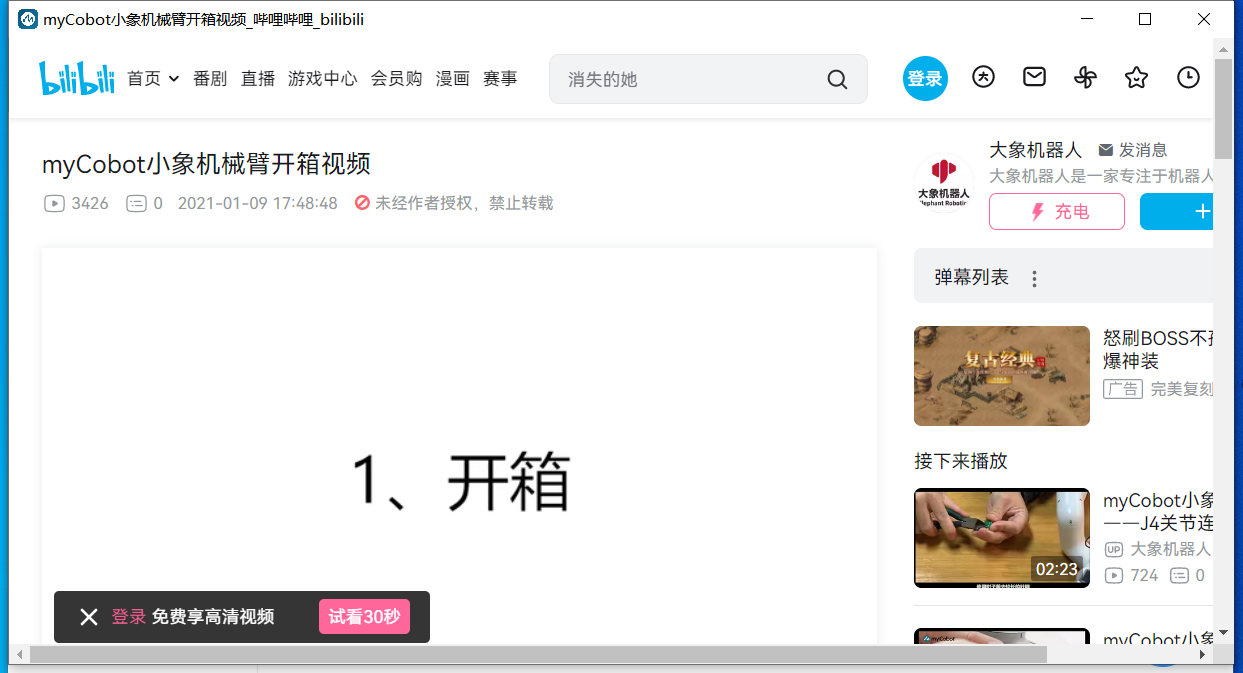 myCobot小象机械臂开箱视频_哔哩哔哩_bilibili
bilibili 首页 番剧 直播 游戏中心 会员购 漫画 赛事 消失的她 登录
myCobot小象机械臂开箱视频
3426 0 2021-01-09 17:48:48 未经作者授权，禁止转载
1、开箱
登录 免费享高清视频 试看30秒
大象机器人 发消息
大象机器人是一家专注于机器人
大象机器人
Elephant Robotic
充电
弹幕列表
复古经典
怒刷BOSS不
爆神装
广告 完美复刻
接下来播放
02:23
myCobot小象
——J4关节连
UP 大象机器人
724 0
myCobot
myCobot小象